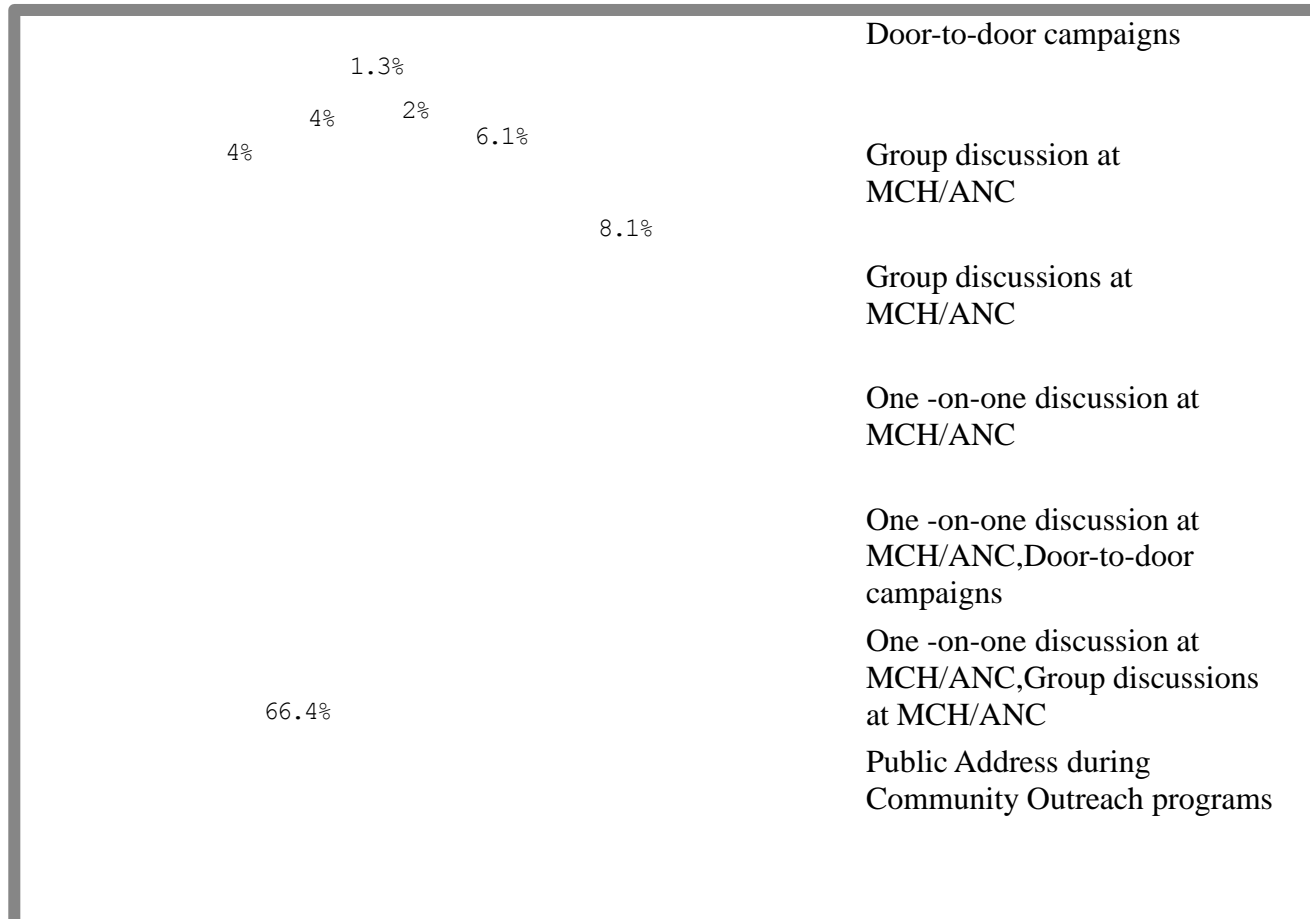 Door-to-door campaigns
1.3%
4%
2%
6.1%
4%
8.1%
Group discussion at
MCH/ANC
Group discussions at
MCH/ANC
One -on-one discussion at
MCH/ANC
One -on-one discussion at
MCH/ANC,Door-to-door
campaigns
One -on-one discussion at
MCH/ANC,Group discussions
at MCH/ANC
66.4%
Public Address during
Community Outreach programs